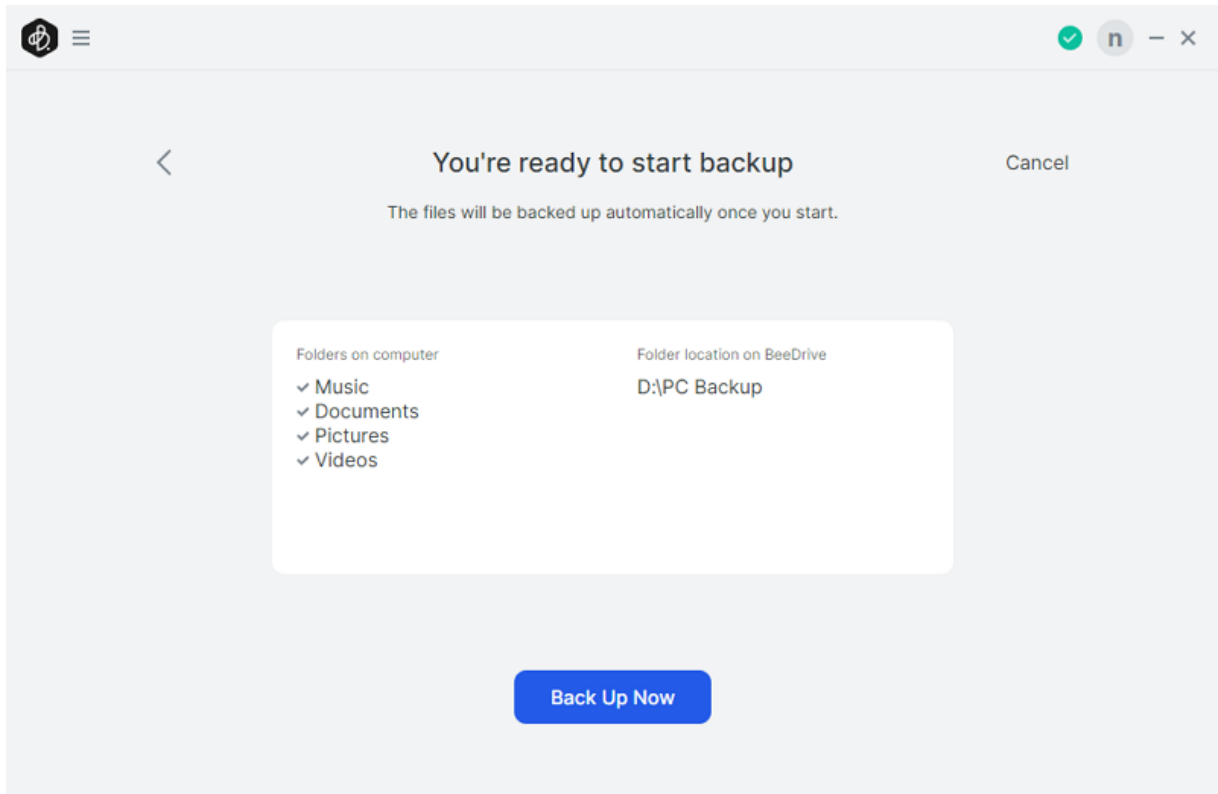 n
You're ready to start backup
Cancel
The files will be backed up automatically once you start.
Folders on computer
Music
Documents
Pictures
Videos
Folder location on BeeDrive
D:\PC Backup
Back Up Now